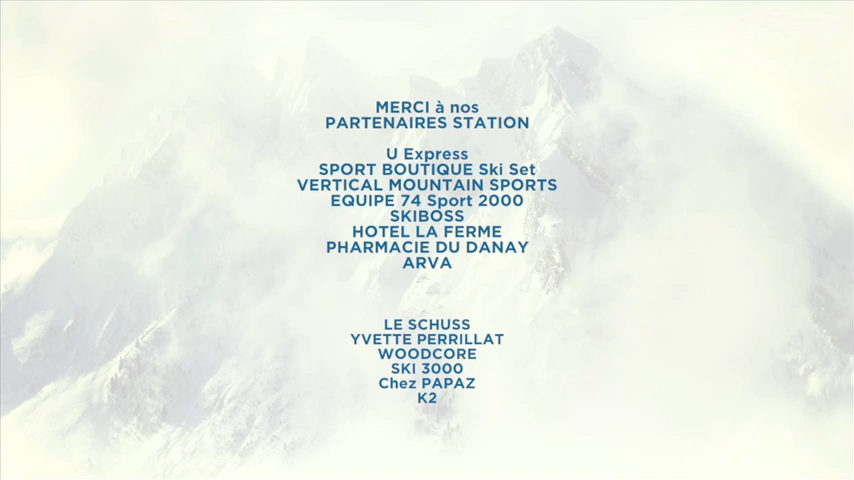 MERCI à nos
PARTENAIRES STATION
U Express
SPORT BOUTIQUE Ski Set
VERTICAL MOUNTAIN SPORTS
EQUIPE 74 Sport 2000
SKIBOSS
HOTEL LA FERME
PHARMACIE DU DANAY
ARVA
LE SCHUSS
YVETTE PERRILLAT
WOODCORE
SKI 3000
Chez PAPAZ
K2